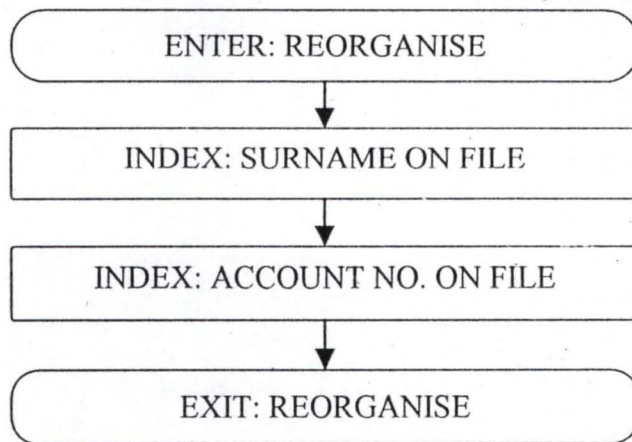 ENTER: REORGANISE
INDEX: SURNAME ON FILE
INDEX: ACCOUNT NO. ON FILE
EXIT: REORGANISE